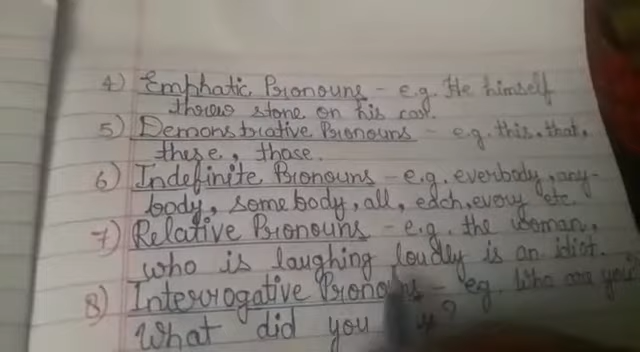 4) Emphatic Pronouns - e.g. He himself
throws stone on his
5) Demonstrative Pronouns - e.g. this, that,
these, those.
6) Indefinite Pronouns - e.g. everbody, any-
body, somebody, all, each, every etc.
7) Relative Pronouns - e.g. the woman,
who is laughing loudly is an idiot.
8) Interrogative Pronouns - eg. Who are you?
What did you